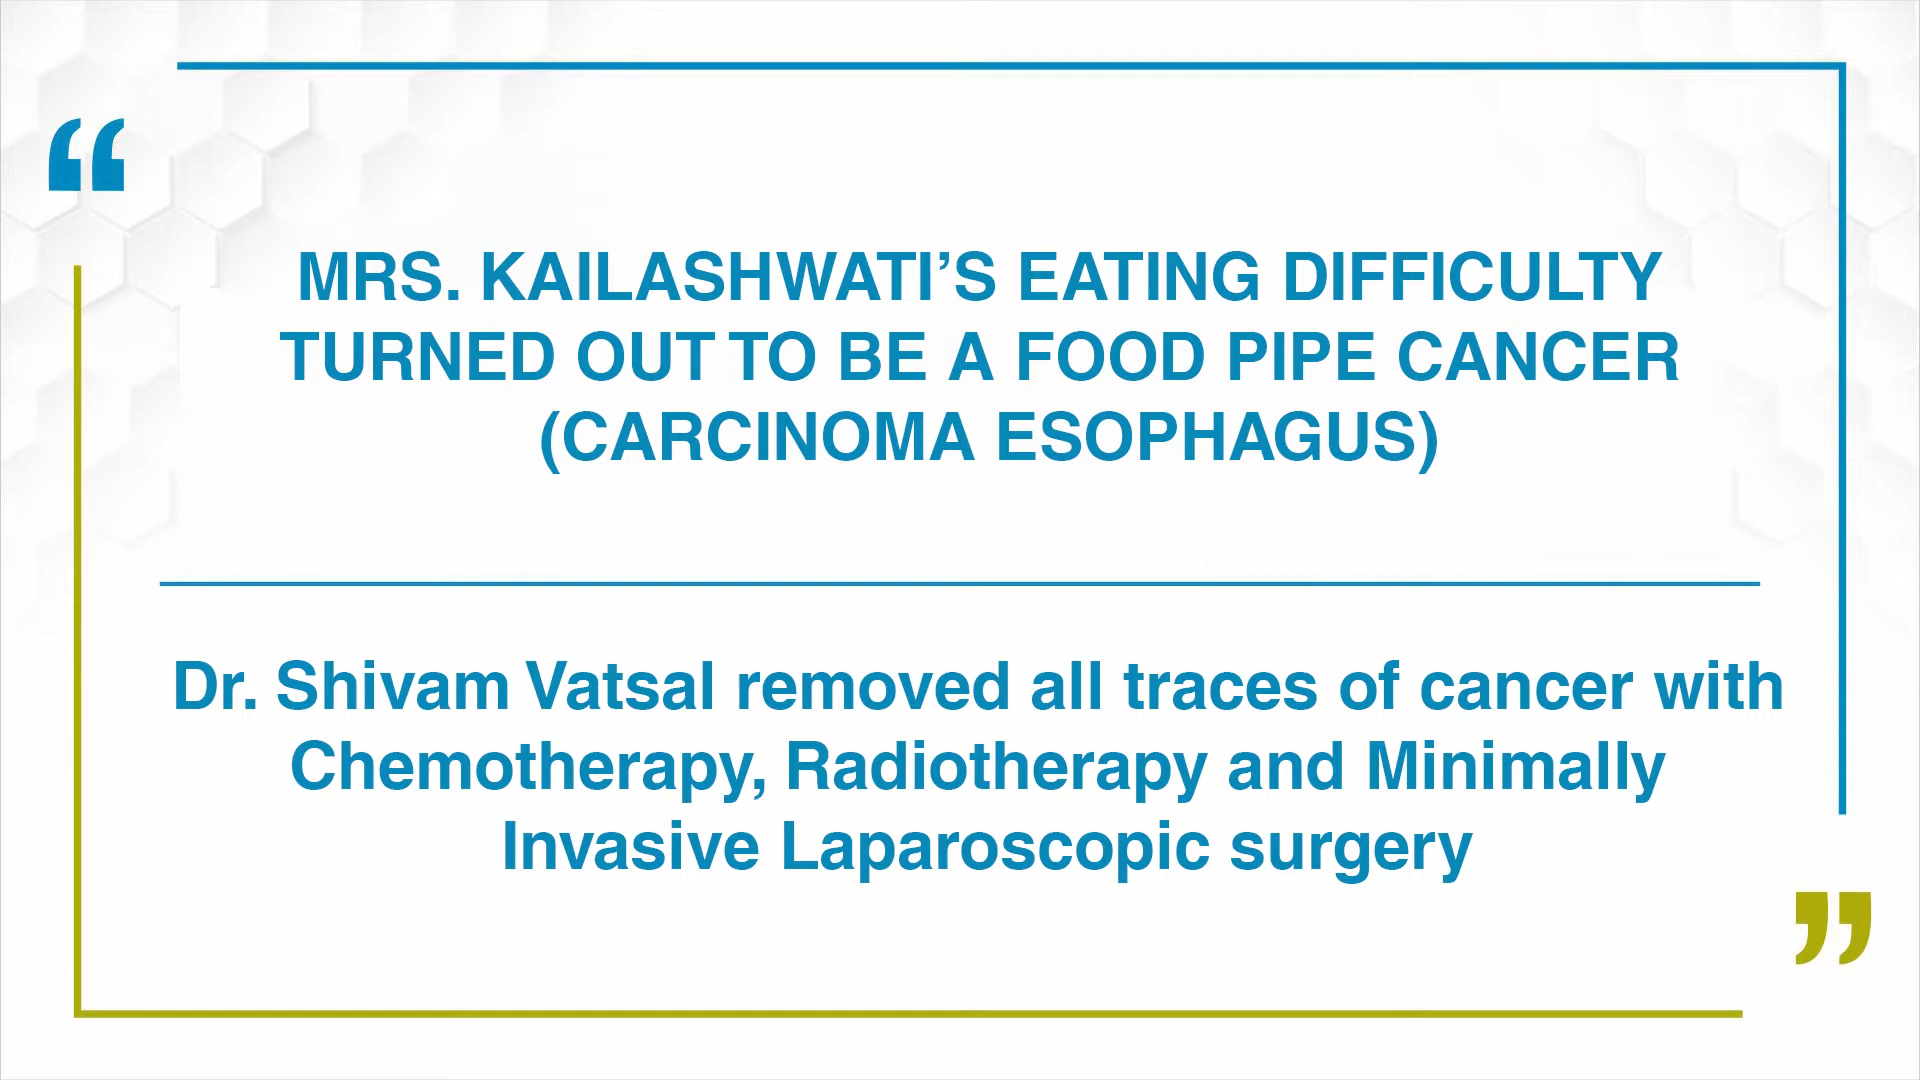 “
MRS. KAILASHWATI’S EATING DIFFICULTY
TURNED OUT TO BE A FOOD PIPE CANCER
(CARCINOMA ESOPHAGUS)
Dr. Shivam Vatsal removed all traces of cancer with
Chemotherapy, Radiotherapy and Minimally
Invasive Laparoscopic surgery
”